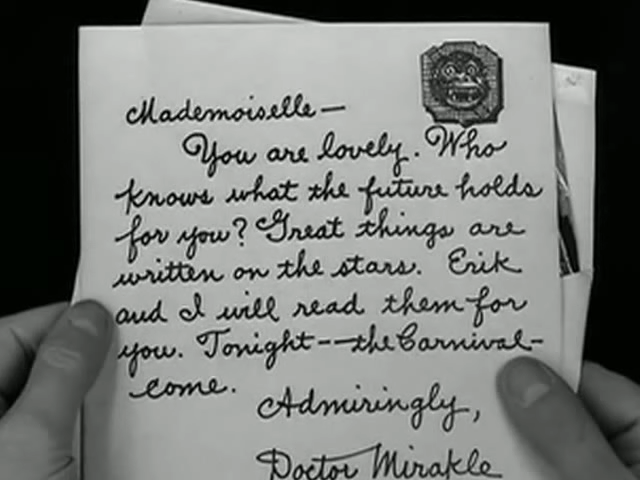 Mademoiselle—
You are lovely. Who
knows what the future holds
for you? Great things are
written on the stars. Erik
and I will read them for
you. Tonight--the Carnival-
come.
Admiringly,
Doctor Mirakle